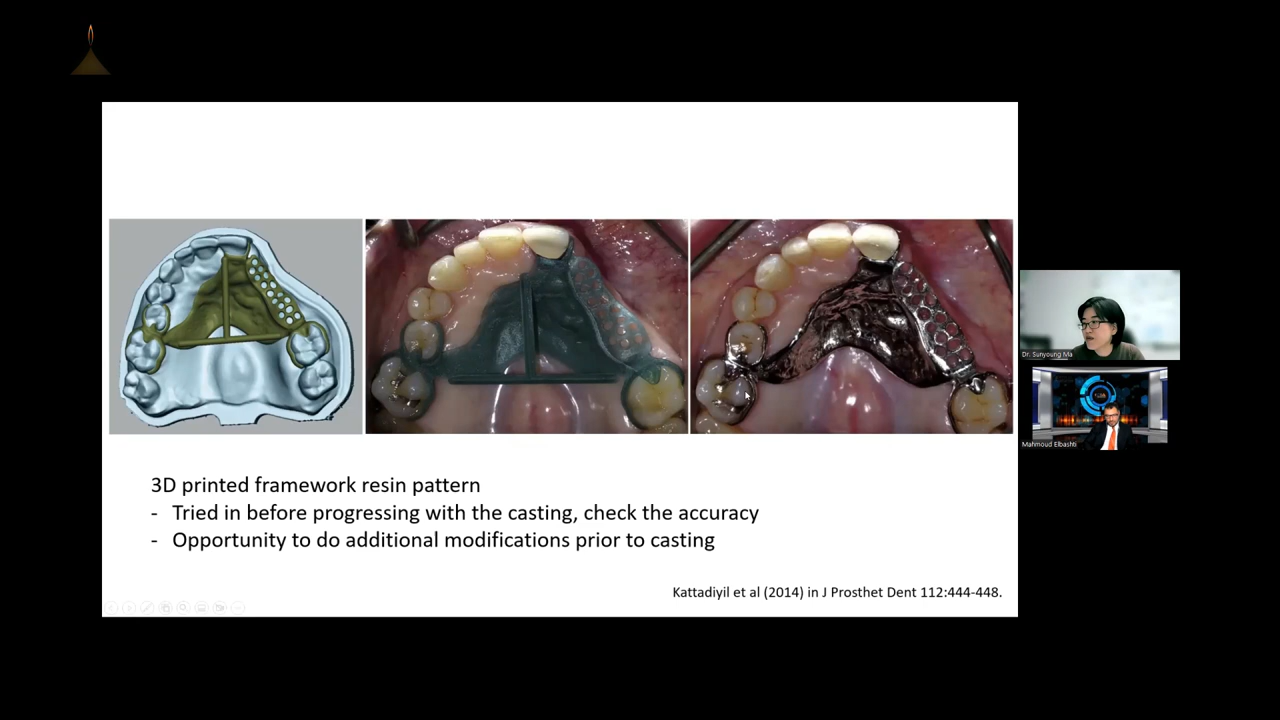 Dr. Sunyoung Ma
Mahmoud Elbashti
3D printed framework resin pattern
- Tried in before progressing with the casting, check the accuracy
- Opportunity to do additional modifications prior to casting
Kattadiyil et al (2014) in J Prosthet Dent 112:444-448.